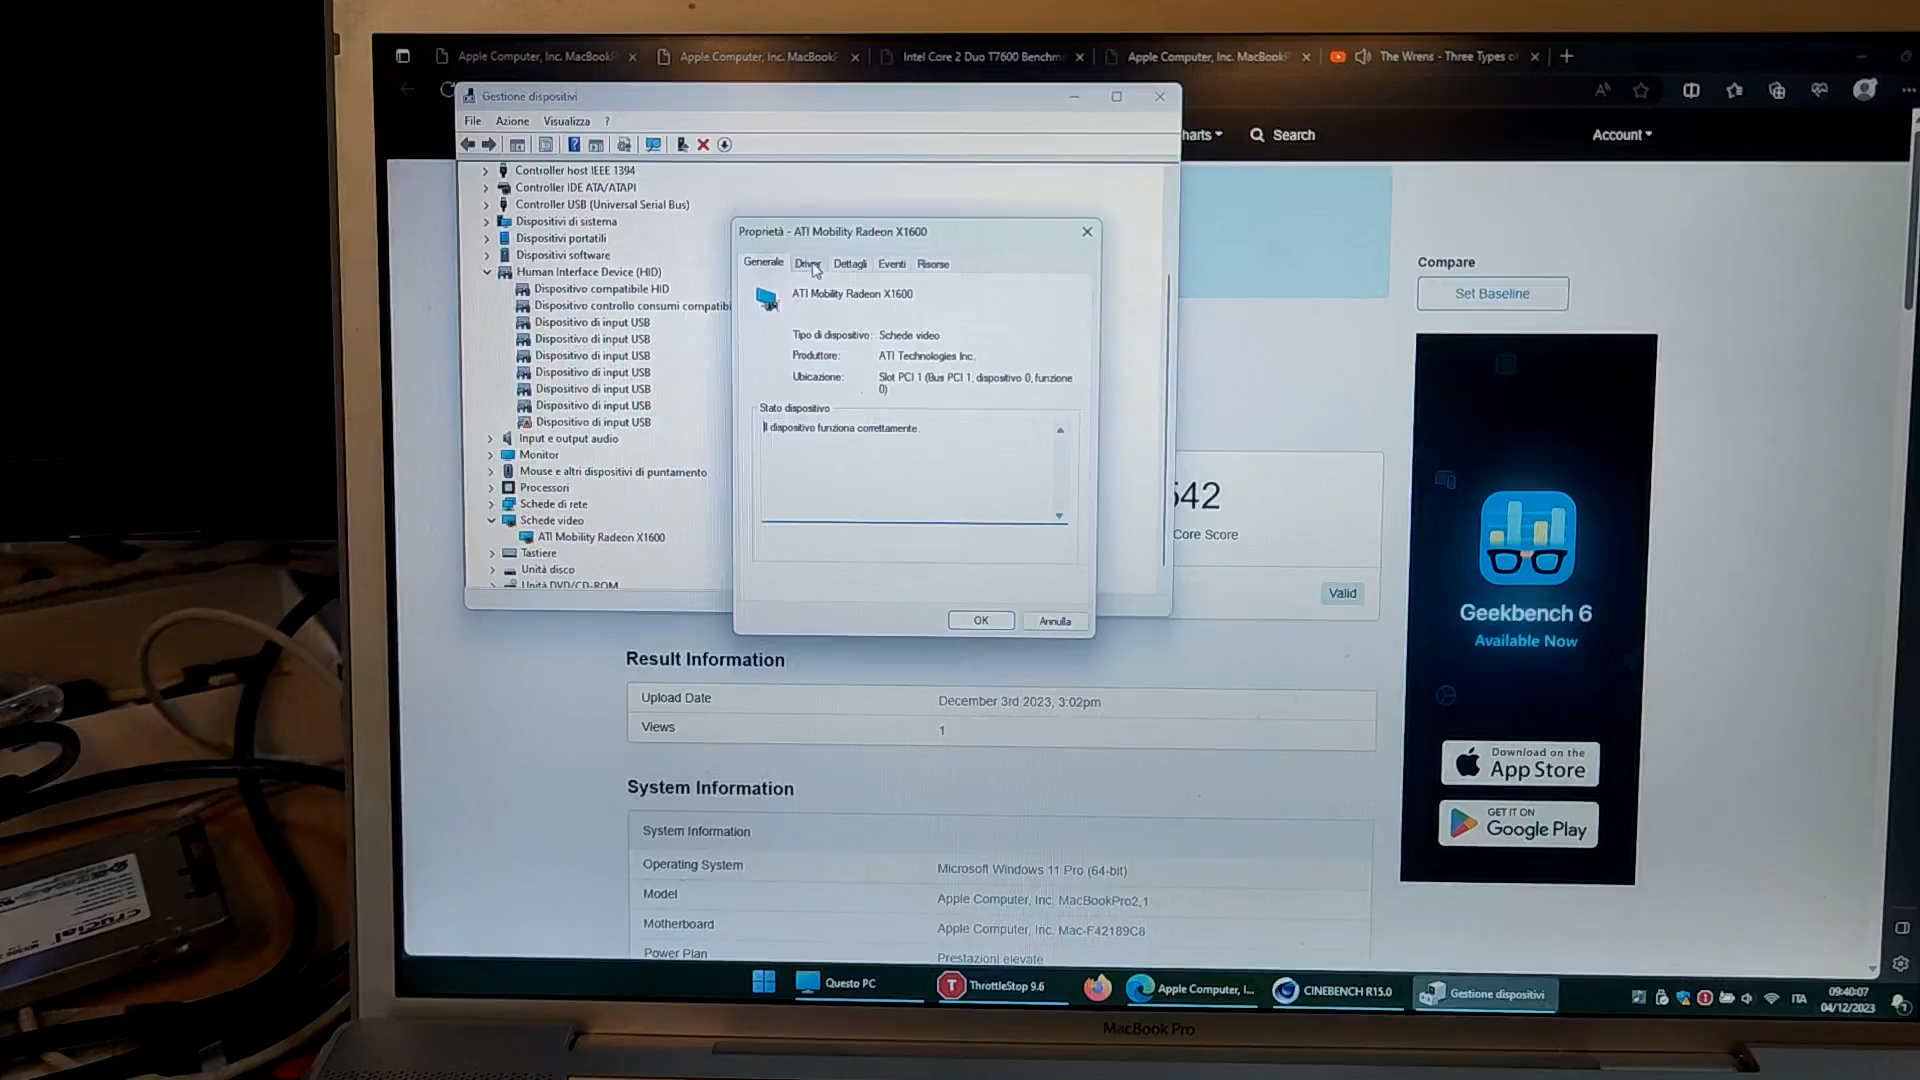 Apple Computer, Inc. MacBookP
Apple Computer, Inc. MacBookP
Intel Core 2 Duo T7600 Benchm
Apple Computer, Inc. MacBookP
The Wrens - Three Types of
Gestione dispositivi
File Azione Visualizza ?
harts
Search
Account
Controller host IEEE 1394
Controller IDE ATA/ATAPI
Controller USB (Universal Serial Bus)
Dispositivi di sistema
Dispositivi portatili
Dispositivi software
Human Interface Device (HID)
Dispositivo compatibile HID
Dispositivo controllo consumi compatibi
Dispositivo di input USB
Dispositivo di input USB
Dispositivo di input USB
Dispositivo di input USB
Dispositivo di input USB
Dispositivo di input USB
Dispositivo di input USB
Input e output audio
Monitor
Mouse e altri dispositivi di puntamento
Processori
Schede di rete
Schede video
ATI Mobility Radeon X1600
Tastiere
Unità disco
Unità DVD/CD-ROM
Proprietà - ATI Mobility Radeon X1600
Generale Driver Dettagli Eventi Risorse
ATI Mobility Radeon X1600
Tipo di dispositivo: Schede video
Produttore: ATI Technologies Inc.
Ubicazione: Slot PCI 1 (Bus PCI 1, dispositivo 0, funzione
0)
Stato dispositivo
Il dispositivo funziona correttamente.
OK
Annulla
542
Core Score
Valid
Compare
Set Baseline
Geekbench 6
Available Now
Download on the
App Store
GET IT ON
Google Play
Result Information
Upload Date December 3rd 2023, 3:02pm
Views 1
System Information
System Information
Operating System Microsoft Windows 11 Pro (64-bit)
Model Apple Computer, Inc. MacBookPro2,1
Motherboard Apple Computer, Inc. Mac-F42189C8
Power Plan Prestazioni elevate
Questo PC
ThrottleStop 9.6
Apple Computer, I...
CINEBENCH R15.0
Gestione dispositivi
ITA
09:40:07
04/12/2023
MacBook Pro
crucial